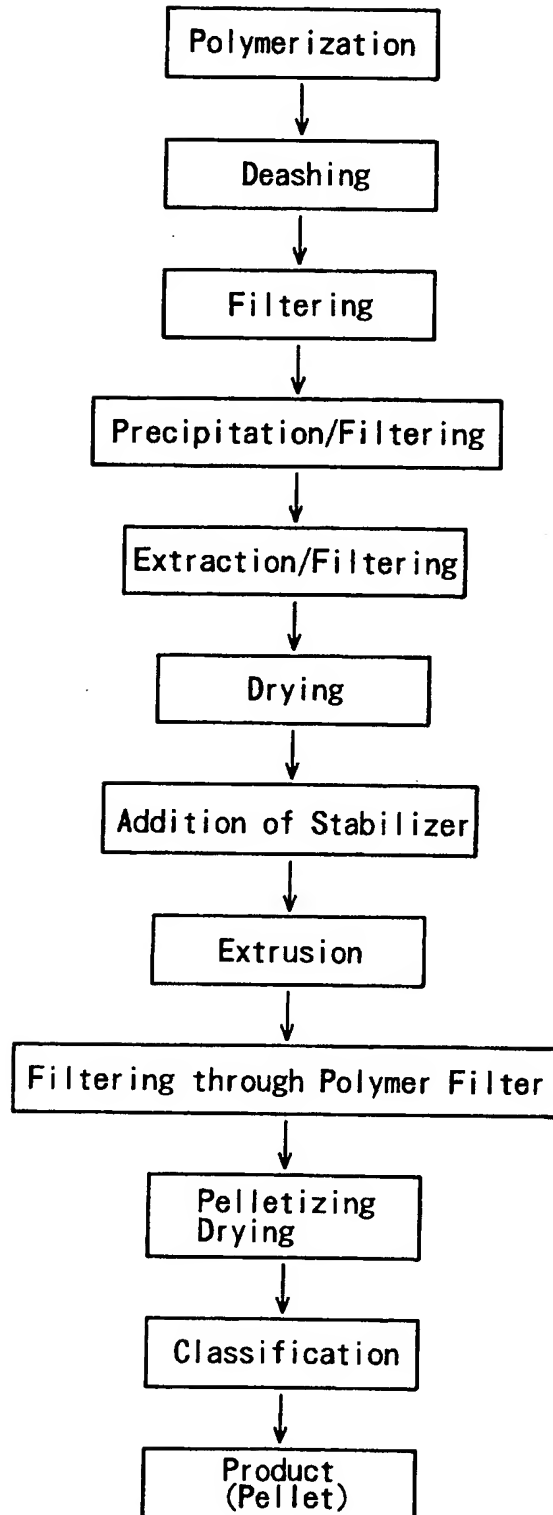 Polymerization
Deashing
Filtering
Precipitation/Filtering
Extraction/Filtering
Drying
Addition of Stabilizer
Extrusion
Filtering through Polymer Filter
Pelletizing
Drying
Classification
Product
(Pellet)